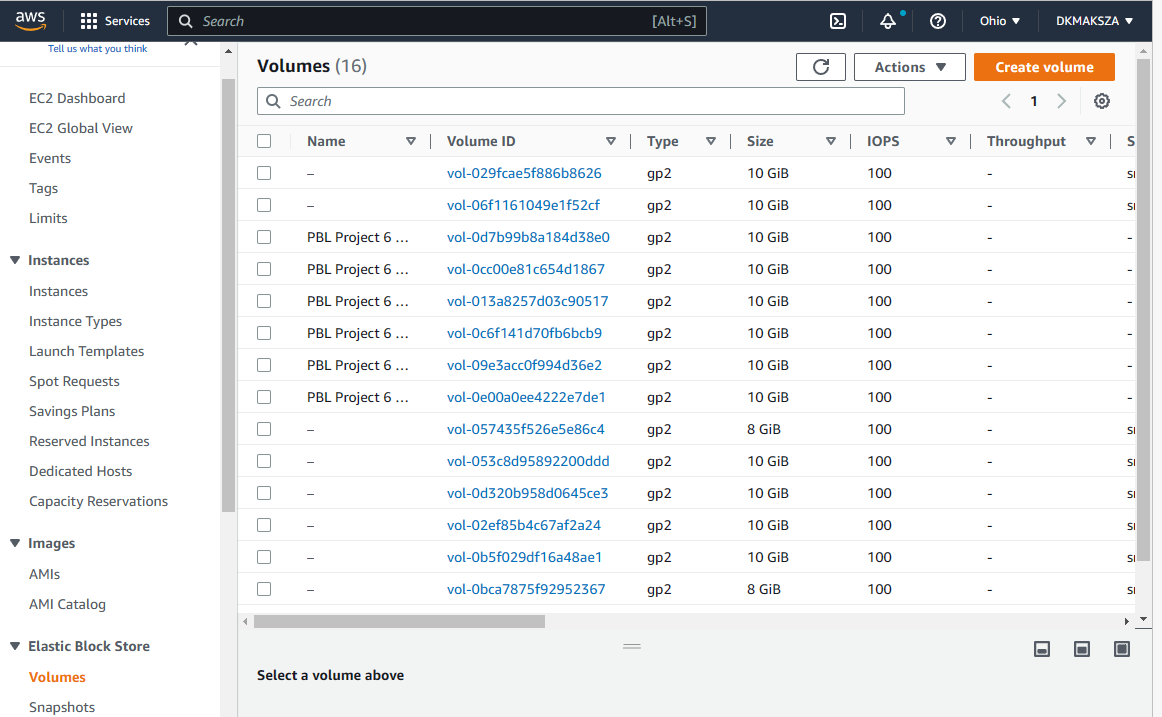 aws Services Search [Alt+S] Ohio DKMAKSZA
Tell us what you think
EC2 Dashboard
EC2 Global View
Events
Tags
Limits
Instances
Instances
Instance Types
Launch Templates
Spot Requests
Savings Plans
Reserved Instances
Dedicated Hosts
Capacity Reservations
Images
AMIs
AMI Catalog
Elastic Block Store
Volumes
Snapshots
Volumes (16) Actions Create volume
Search 1
Name Volume ID Type Size IOPS Throughput S
– vol-029fcae5f886b8626 gp2 10 GiB 100 -
– vol-06f1161049e1f52cf gp2 10 GiB 100 -
PBL Project 6 ... vol-0d7b99b8a184d38e0 gp2 10 GiB 100 - -
PBL Project 6 ... vol-0cc00e81c654d1867 gp2 10 GiB 100 - -
PBL Project 6 ... vol-013a8257d03c90517 gp2 10 GiB 100 - -
PBL Project 6 ... vol-0c6f141d70fb6bcb9 gp2 10 GiB 100 - -
PBL Project 6 ... vol-09e3acc0f994d36e2 gp2 10 GiB 100 - -
PBL Project 6 ... vol-0e00a0ee4222e7de1 gp2 10 GiB 100 - -
– vol-057435f526e5e86c4 gp2 8 GiB 100 -
– vol-053c8d95892200ddd gp2 10 GiB 100 -
– vol-0d320b958d0645ce3 gp2 10 GiB 100 -
– vol-02ef85b4c67af2a24 gp2 10 GiB 100 -
– vol-0b5f029df16a48ae1 gp2 10 GiB 100 -
– vol-0bca7875f92952367 gp2 8 GiB 100 -
Select a volume above